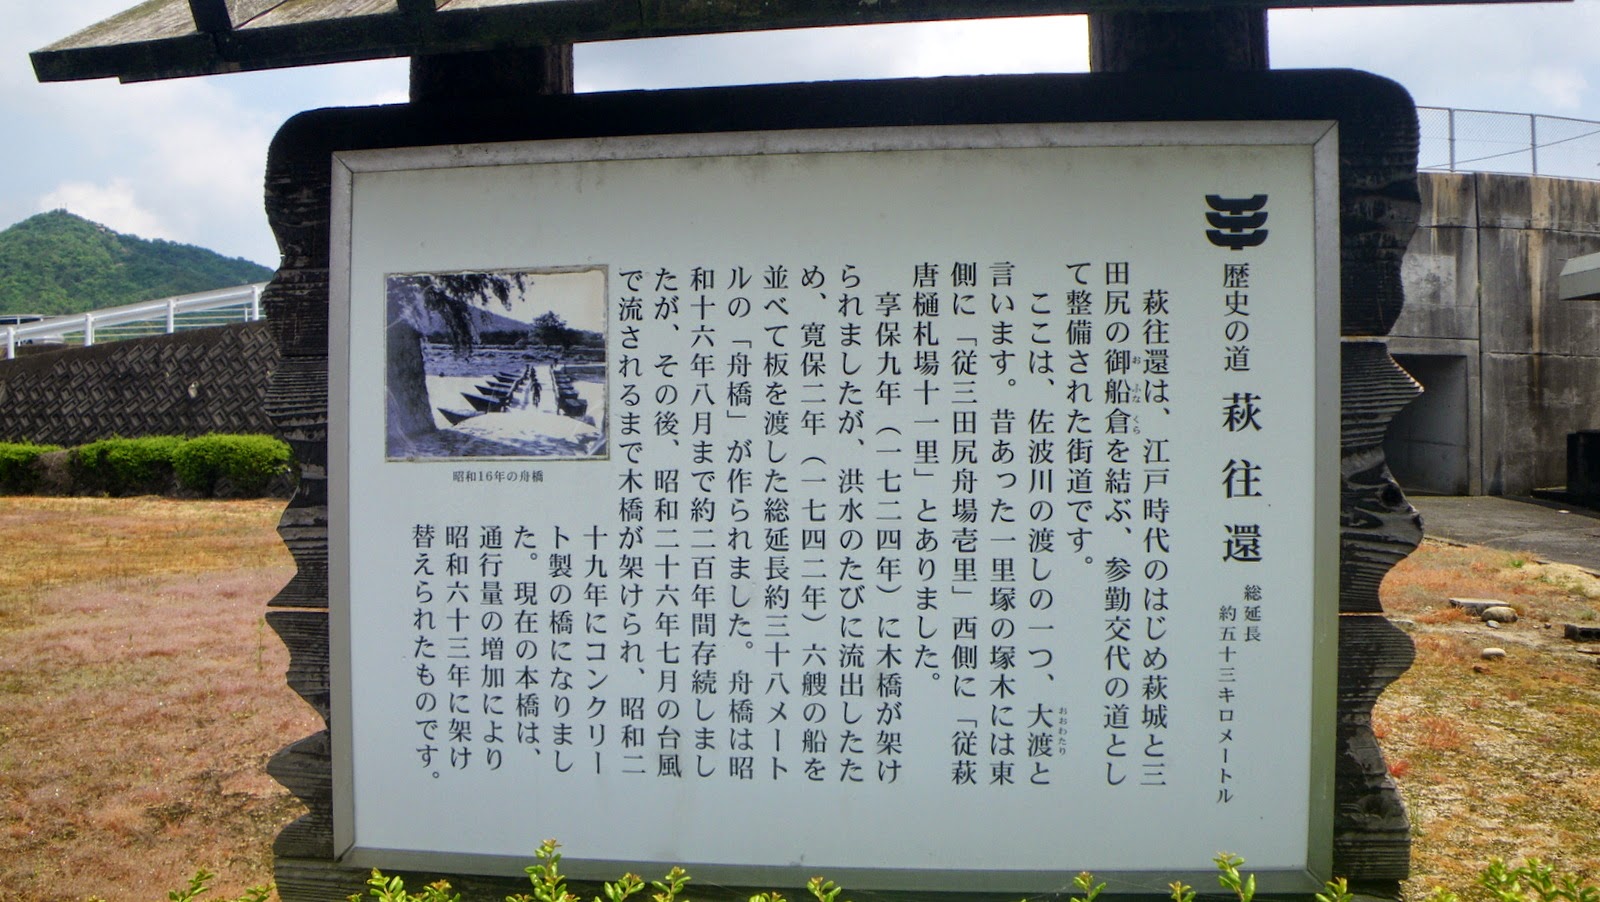 歴史の道 萩往還 総延長
約五十三キロメートル
萩往還は、江戸時代のはじめ萩城と三
田尻の御船倉を結ぶ、参勤交代の道とし
おふなくら
て整備された街道です。
ここは、佐波川の渡しの一つ、大渡と
おおわたり
言います。昔あった一里塚の塚木には東
側に「従三田尻舟場壱里」西側に「従萩
唐樋札場十一里」とありました。
享保九年（一七二四年）に木橋が架け
られましたが、洪水のたびに流出したた
め、寛保二年（一七四二年）六艘の船を
並べて板を渡した総延長約三十八メート
ルの「舟橋」が作られました。舟橋は昭
和十六年八月まで約二百年間存続しまし
たが、その後、昭和二十六年七月の台風
で流されるまで木橋が架けられ、昭和二
十九年にコンクリー
ト製の橋になりまし
た。現在の本橋は、
通行量の増加により
昭和六十三年に架け
替えられたものです。
昭和16年の舟橋